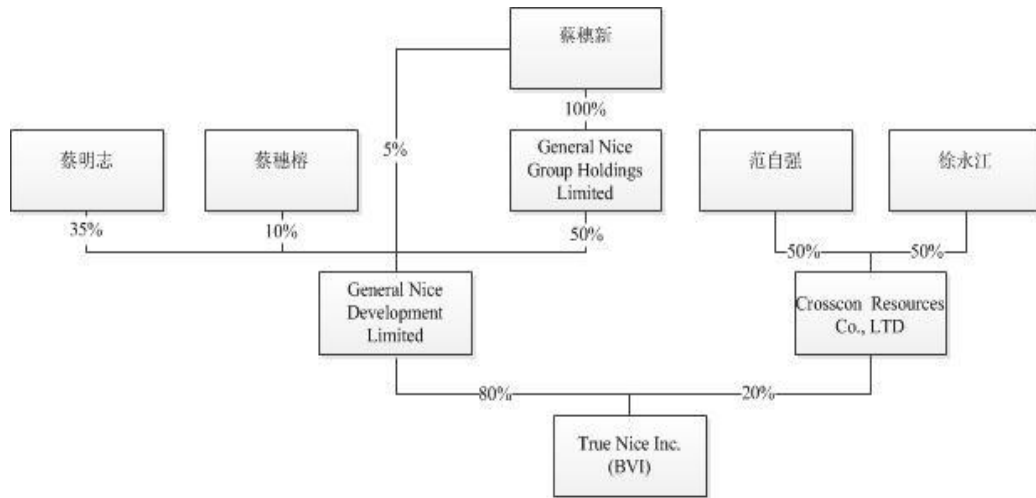 蔡穗新
100%
蔡明志
蔡穗榕
5%
General Nice
Group Holdings
Limited
范自强
徐永江
35%
10%
50%
50%
50%
General Nice
Development
Limited
Crosscon Resources
Co., LTD
80%
20%
True Nice Inc.
(BVI)